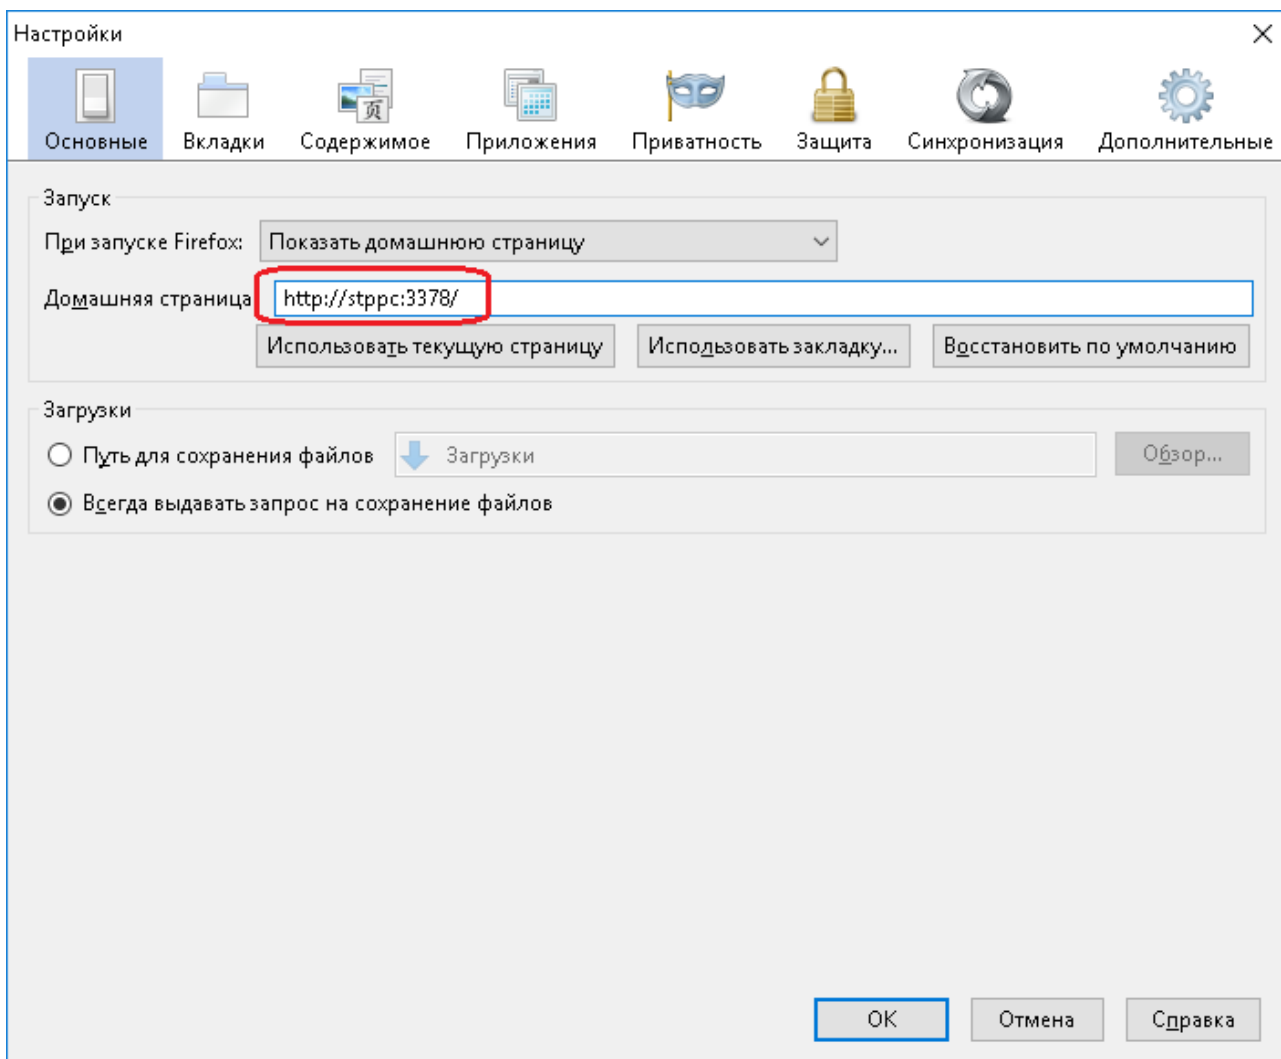 Настройки
Основные Вкладки Содержимое Приложения Приватность Защита Синхронизация Дополнительные
页
Запуск
При запуске Firefox: Показать домашнюю страницу
Домашняя страница http://stppc:3378/
Использовать текущую страницу Использовать закладку... Восстановить по умолчанию
Загрузки
Путь для сохранения файлов Загрузки Обзор...
Всегда выдавать запрос на сохранение файлов
OK Отмена Справка